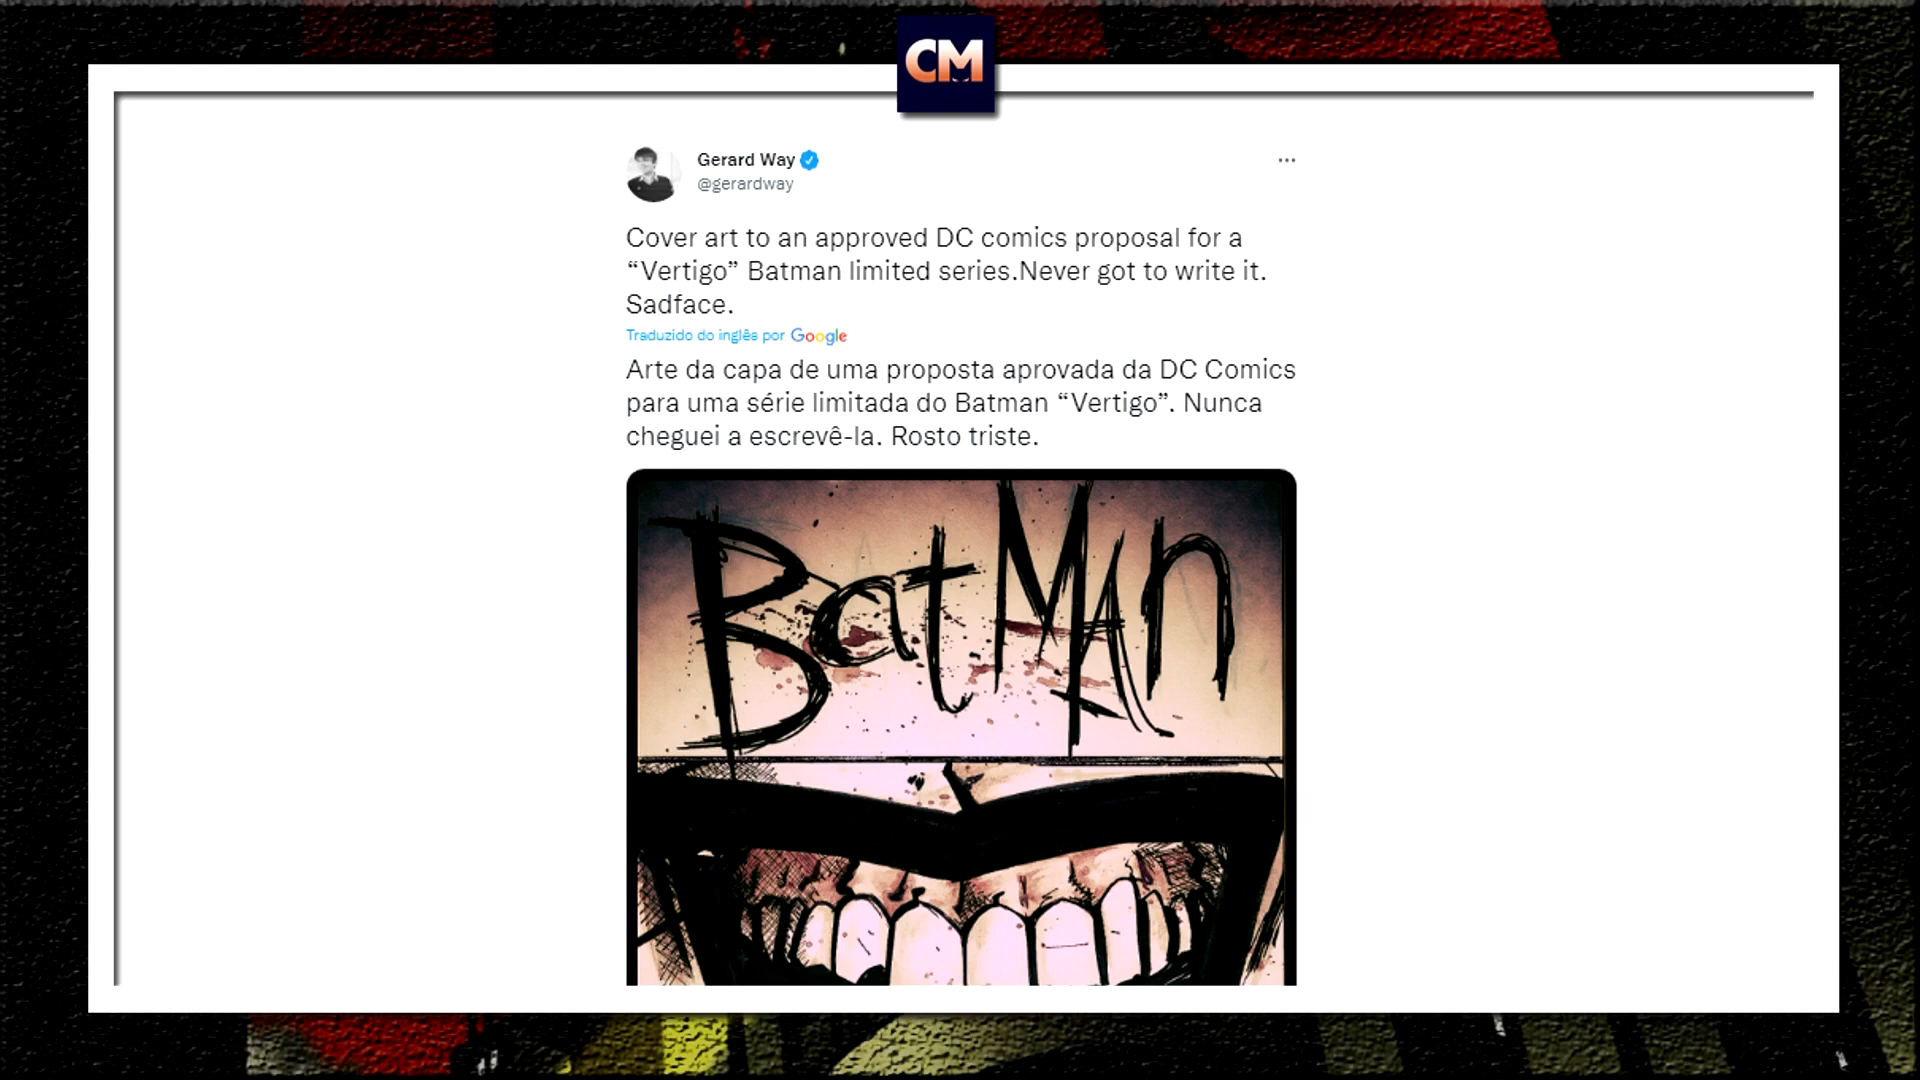 CM
Gerard Way
@gerardway
Cover art to an approved DC comics proposal for a
“Vertigo” Batman limited series.Never got to write it.
Sadface.
Traduzido do inglês por Google
Arte da capa de uma proposta aprovada da DC Comics
para uma série limitada do Batman “Vertigo”. Nunca
cheguei a escrevê-la. Rosto triste.
BatMAn